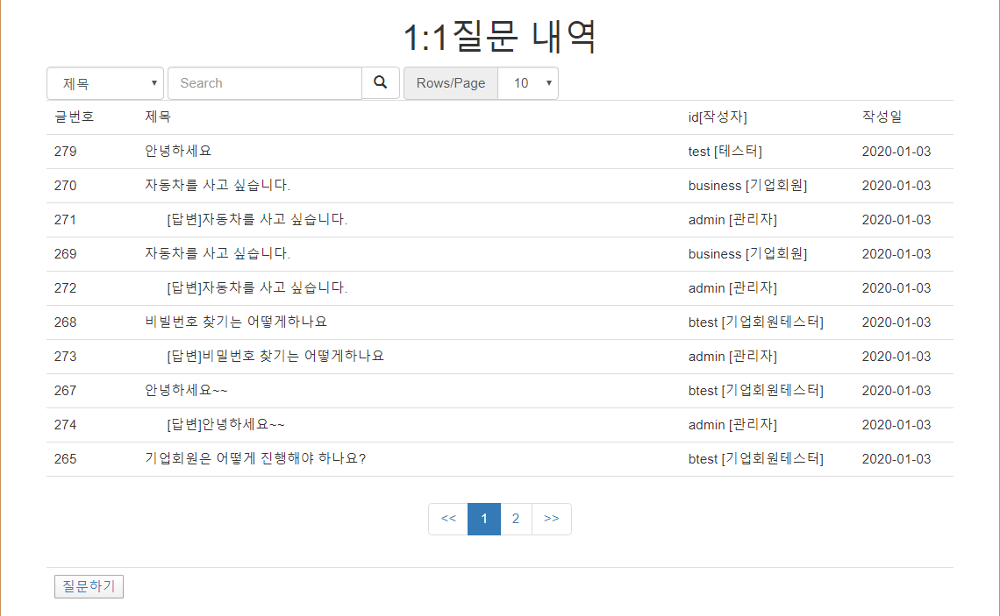 1:1질문 내역
제목 Search Rows/Page 10
글번호 제목 id[작성자] 작성일
279 안녕하세요 test [테스터] 2020-01-03
270 자동차를 사고 싶습니다. business [기업회원] 2020-01-03
271 [답변]자동차를 사고 싶습니다. admin [관리자] 2020-01-03
269 자동차를 사고 싶습니다. business [기업회원] 2020-01-03
272 [답변]자동차를 사고 싶습니다. admin [관리자] 2020-01-03
268 비빌번호 찾기는 어떻게하나요 btest [기업회원테스터] 2020-01-03
273 [답변]비밀번호 찾기는 어떻게하나요 admin [관리자] 2020-01-03
267 안녕하세요~~ btest [기업회원테스터] 2020-01-03
274 [답변]안녕하세요~~ admin [관리자] 2020-01-03
265 기업회원은 어떻게 진행해야 하나요? btest [기업회원테스터] 2020-01-03
<< 1 2 >>
질문하기